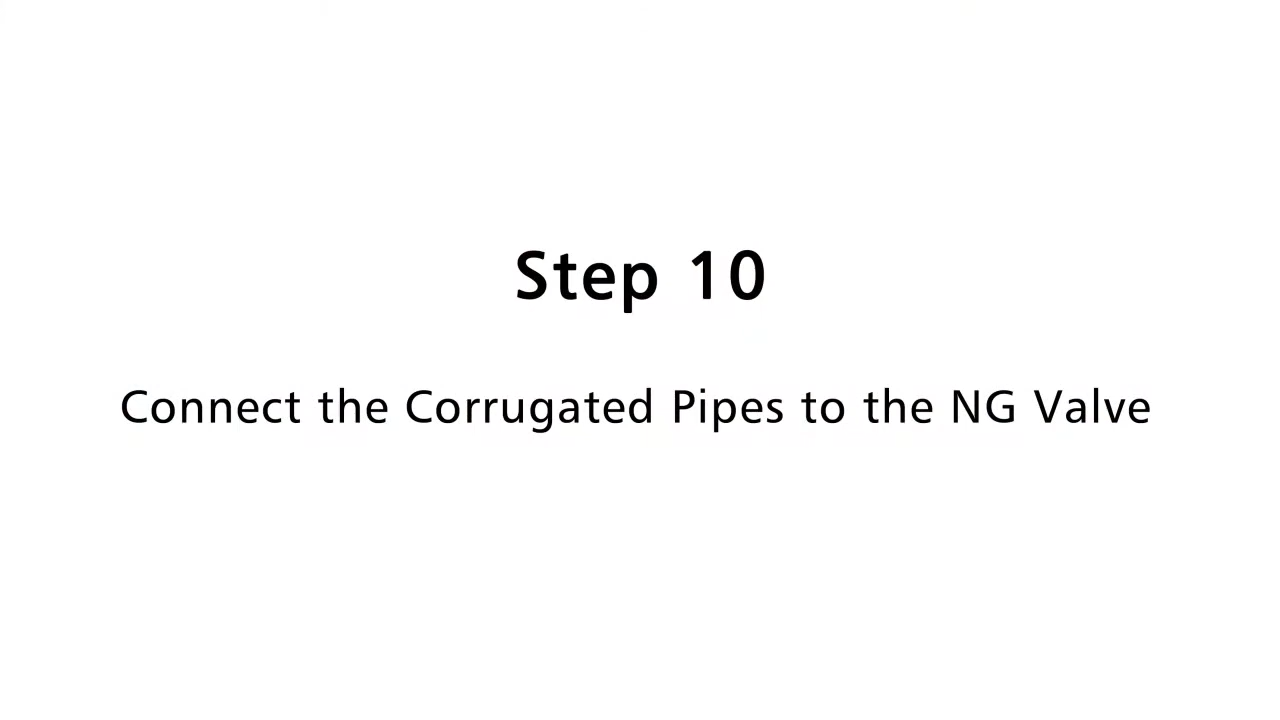 Step 10
Connect the Corrugated Pipes to the NG Valve